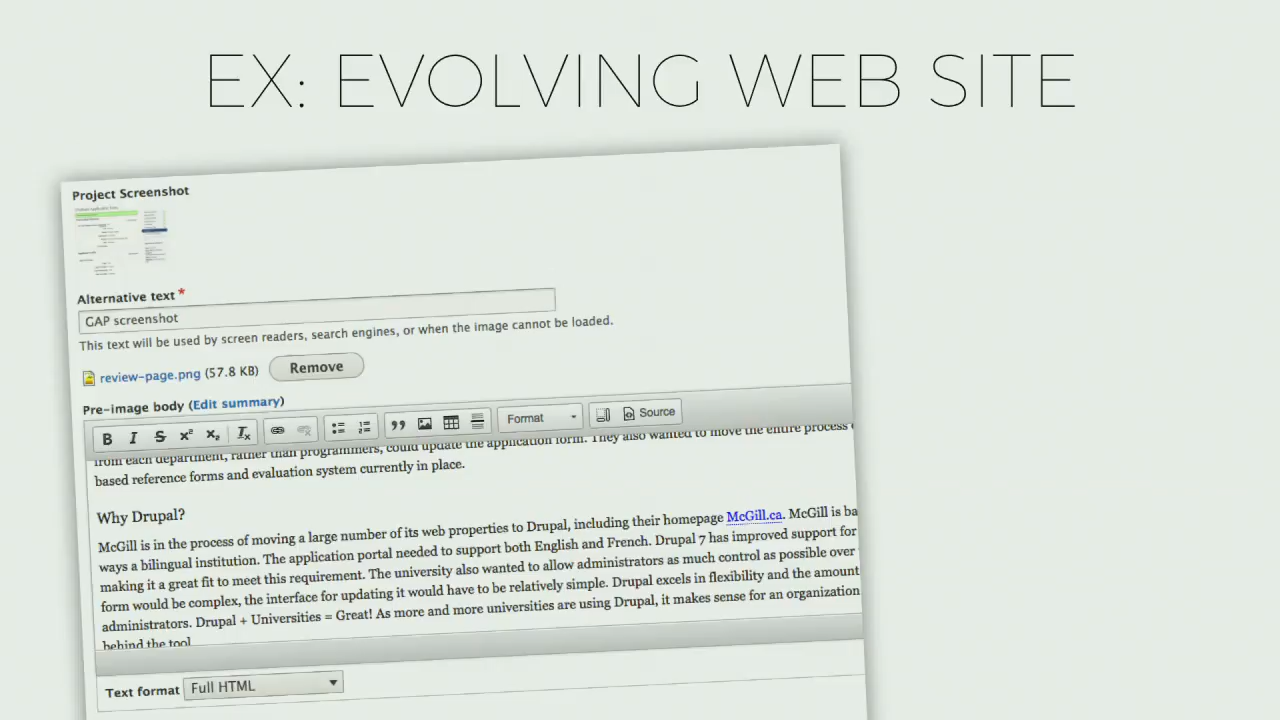 EX: EVOLVING WEB SITE
Project Screenshot
Alternative text *
GAP screenshot
This text will be used by screen readers, search engines, or when the image cannot be loaded.
review-page.png (57.8 KB) Remove
Pre-image body (Edit summary)
B I S x² x₂ Tx Format Source
from each department, rather than programmers, could update the application form. They also wanted to move the entire process
based reference forms and evaluation system currently in place.
Why Drupal?
McGill is in the process of moving a large number of its web properties to Drupal, including their homepage McGill.ca. McGill is ba
ways a bilingual institution. The application portal needed to support both English and French. Drupal 7 has improved support for
making it a great fit to meet this requirement. The university also wanted to allow administrators as much control as possible over
form would be complex, the interface for updating it would have to be relatively simple. Drupal excels in flexibility and the amount
administrators. Drupal + Universities = Great! As more and more universities are using Drupal, it makes sense for an organization
behind the tool
Text format Full HTML